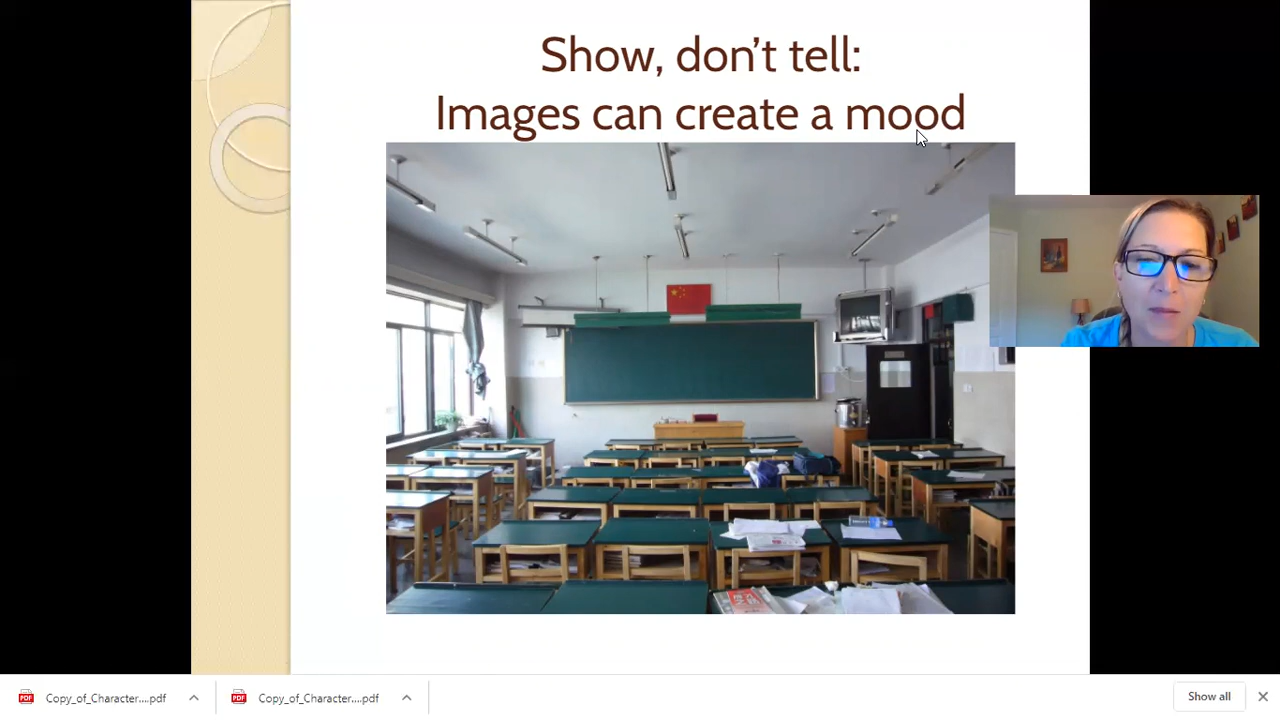 Show, don’t tell:
Images can create a mood
Copy_of_Character....pdf
Copy_of_Character....pdf
Show all